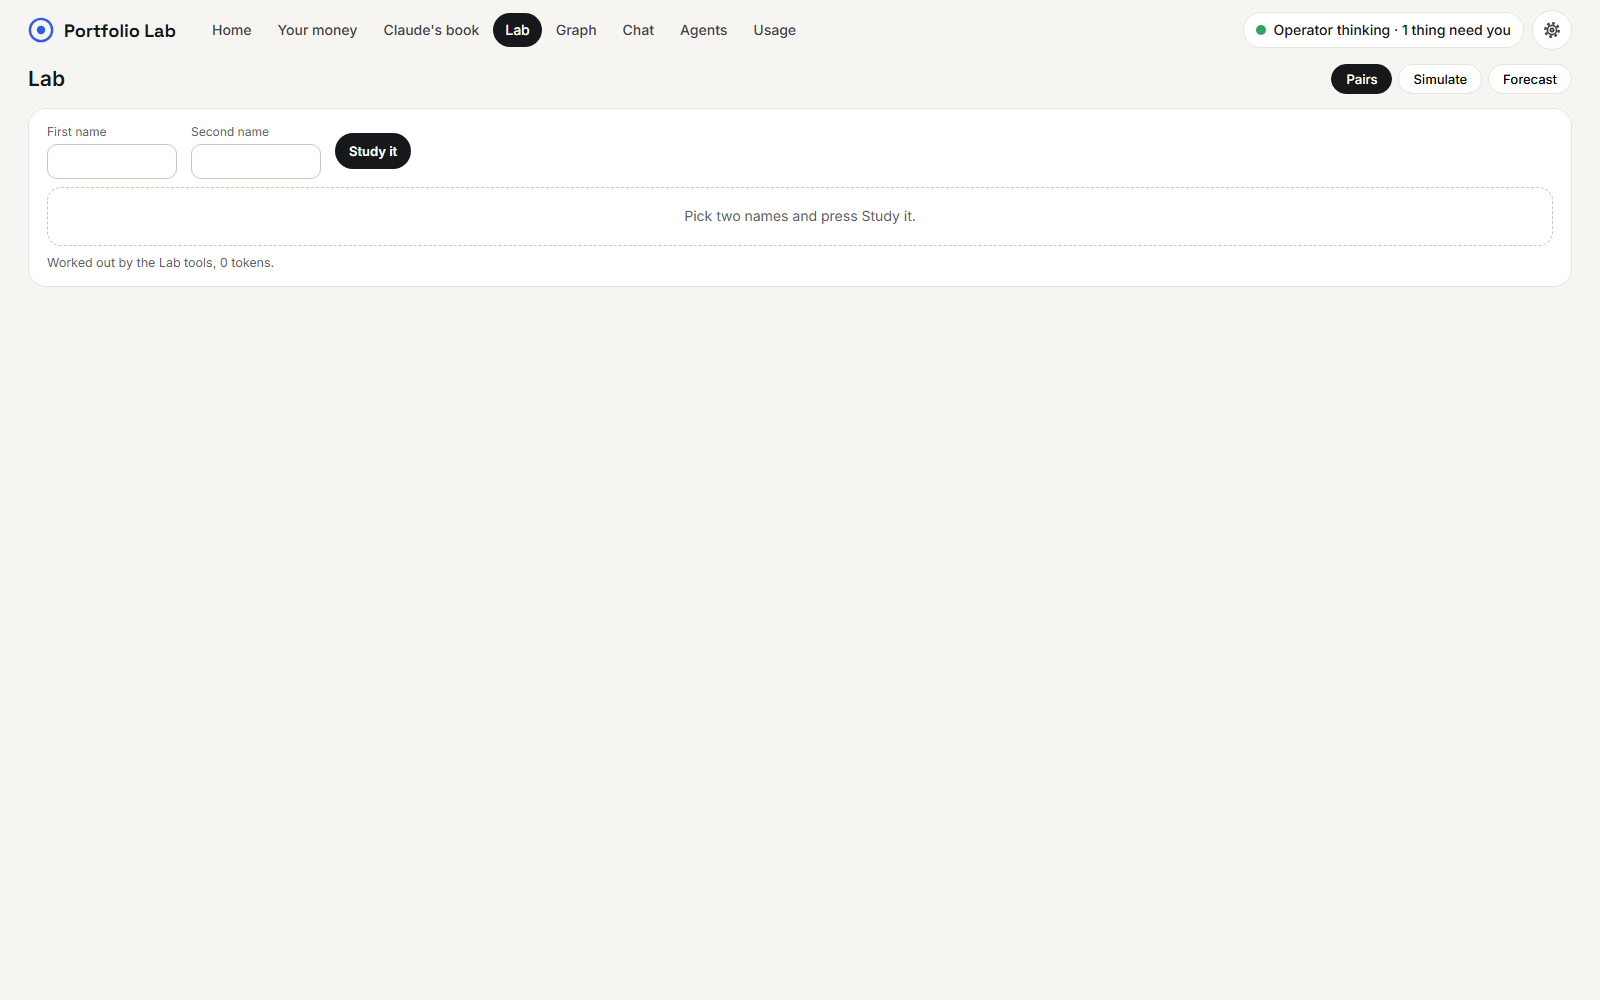 Portfolio Lab Home Your money Claude's book Lab Graph Chat Agents Usage Operator thinking · 1 thing need you
Lab Pairs Simulate Forecast
First name Second name
Study it
Pick two names and press Study it.
Worked out by the Lab tools, 0 tokens.